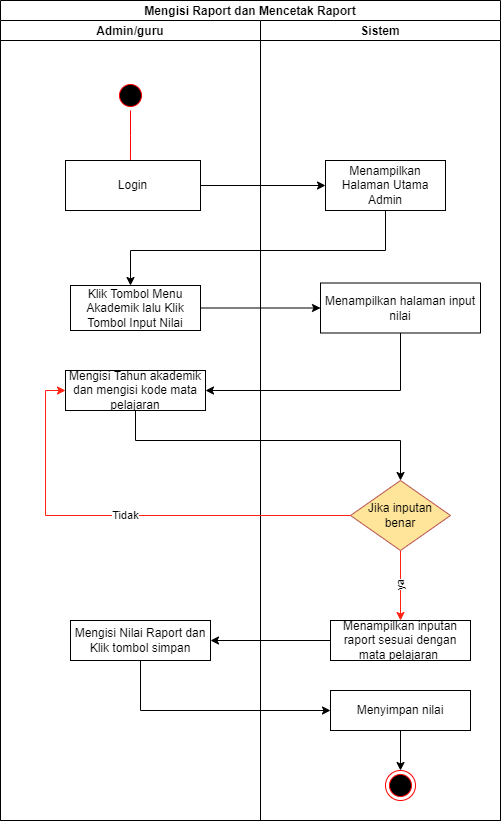 Mengisi Raport dan Mencetak Raport
Admin/guru
Sistem
Login
Menampilkan
Halaman Utama
Admin
Klik Tombol Menu
Akademik lalu Klik
Tombol Input Nilai
Menampilkan halaman input
nilai
Mengisi Tahun akademik
dan mengisi kode mata
pelajaran
Jika inputan
benar
Tidak
ya
Menampilkan inputan
raport sesuai dengan
mata pelajaran
Mengisi Nilai Raport dan
Klik tombol simpan
Menyimpan nilai